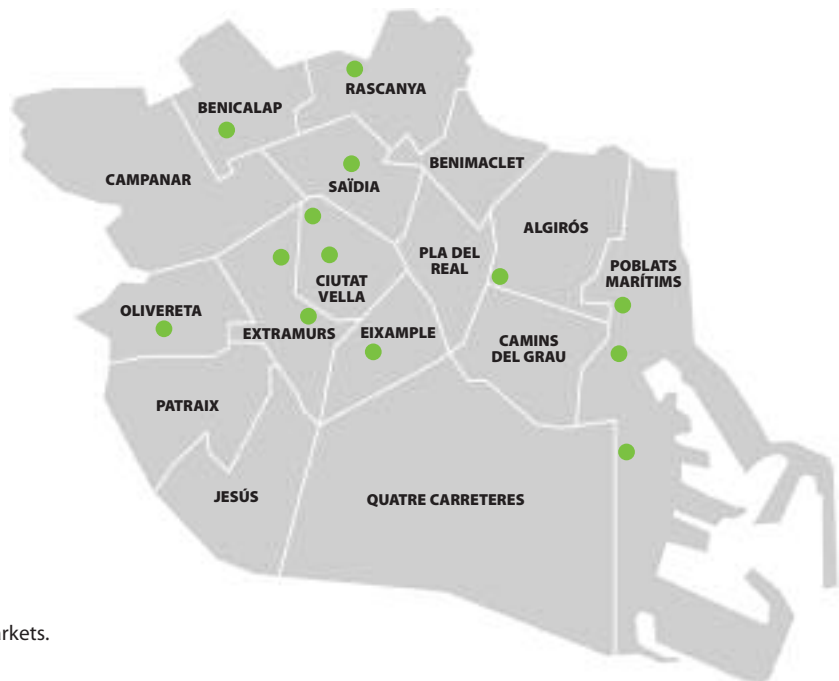 RASCANYA
BENICALAP
BENIMACLET
CAMPANAR
SAÏDIA
ALGIRÓS
PLA DEL
REAL
POBLATS
MARÍTIMS
CIUTAT
VELLA
OLIVERETA
EXTRAMURS
EIXAMPLE
CAMINS
DEL GRAU
PATRAIX
JESÚS
QUATRE CARRETERES
rkets.